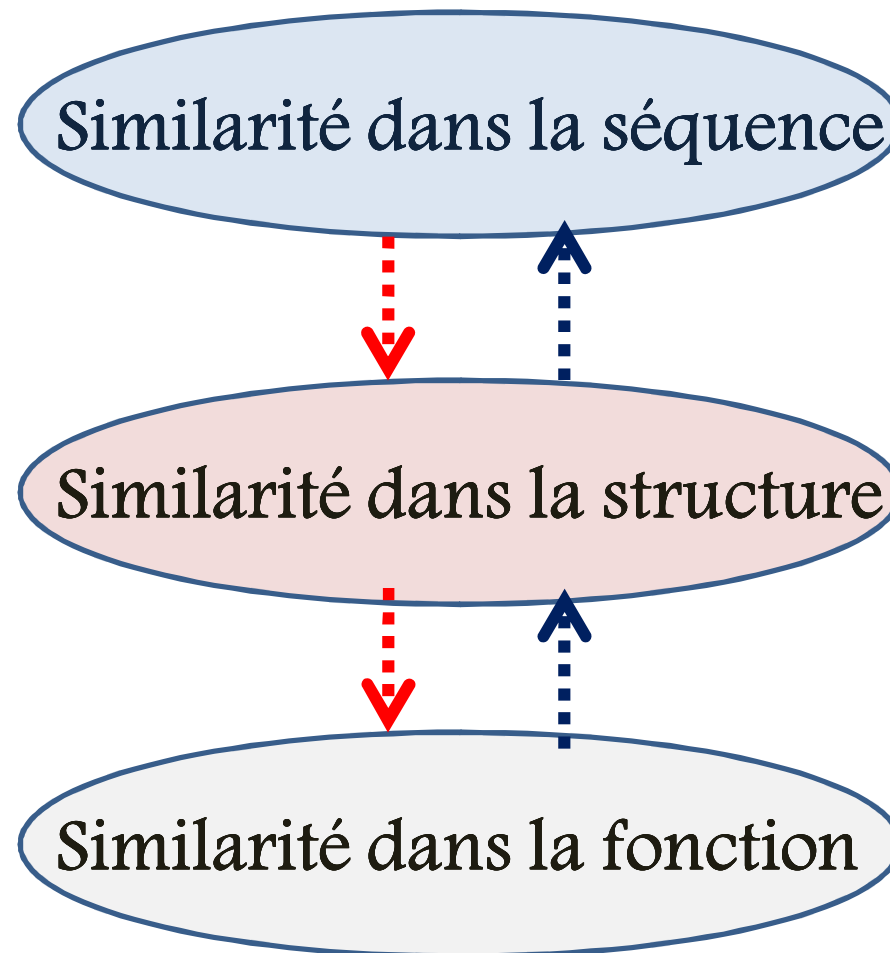 Similarité dans la séquence
Similarité dans la structure
Similarité dans la fonction